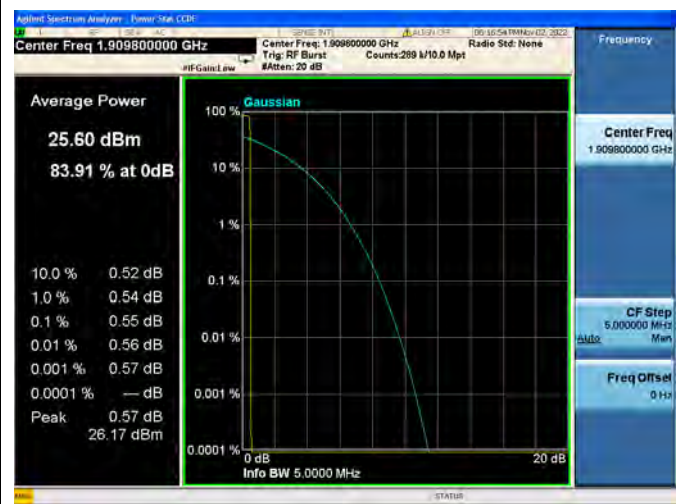 Agilent Spectrum Analyzer - Power Stat CCDF
RF
SENSE:INT
ALIGN OFF
06:16:54 PM Nov 02, 2022
Center Freq 1.909800000 GHz
Center Freq: 1.909800000 GHz
Radio Std: None
Trig: RF Burst
Counts:289 k/10.0 Mpt
#IFGain:Low
#Atten: 20 dB
Frequency
Average Power
25.60 dBm
83.91 % at 0dB
10.0 % 0.52 dB
1.0 % 0.54 dB
0.1 % 0.55 dB
0.01 % 0.56 dB
0.001 % 0.57 dB
0.0001 % — dB
Peak 0.57 dB
26.17 dBm
Gaussian
100 %
10 %
1 %
0.1 %
0.01 %
0.001 %
0.0001 %
0 dB
20 dB
Info BW 5.0000 MHz
Center Freq
1.909800000 GHz
CF Step
5.000000 MHz
Auto Man
Freq Offset
0 Hz
MSG
STATUS